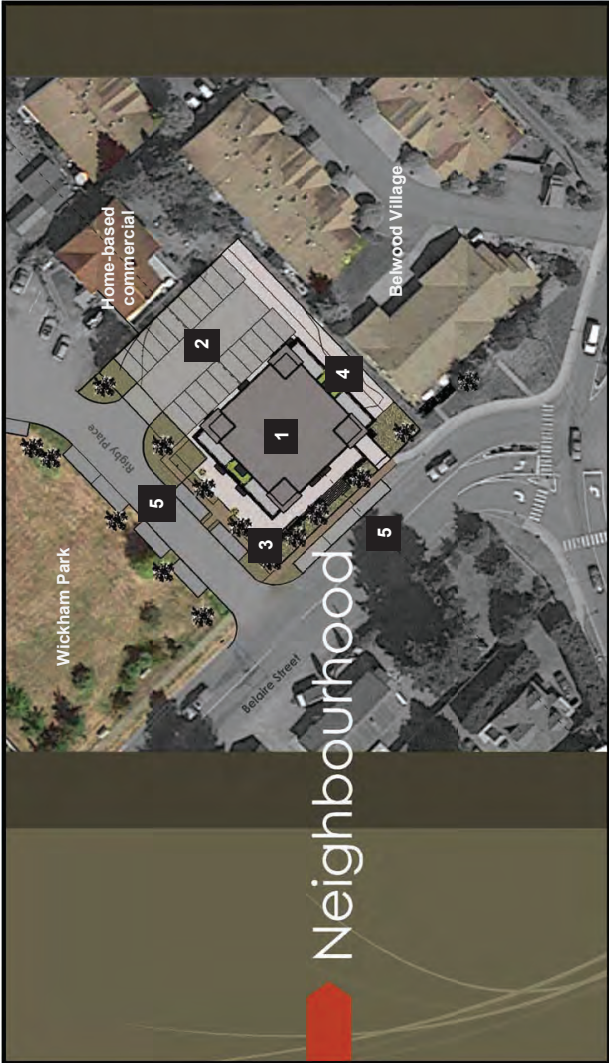 Neighbourhood
Wickham Park
Home-based
commercial
Rigby Place
Belaire Street
Belwood Village
1
2
3
4
5
5